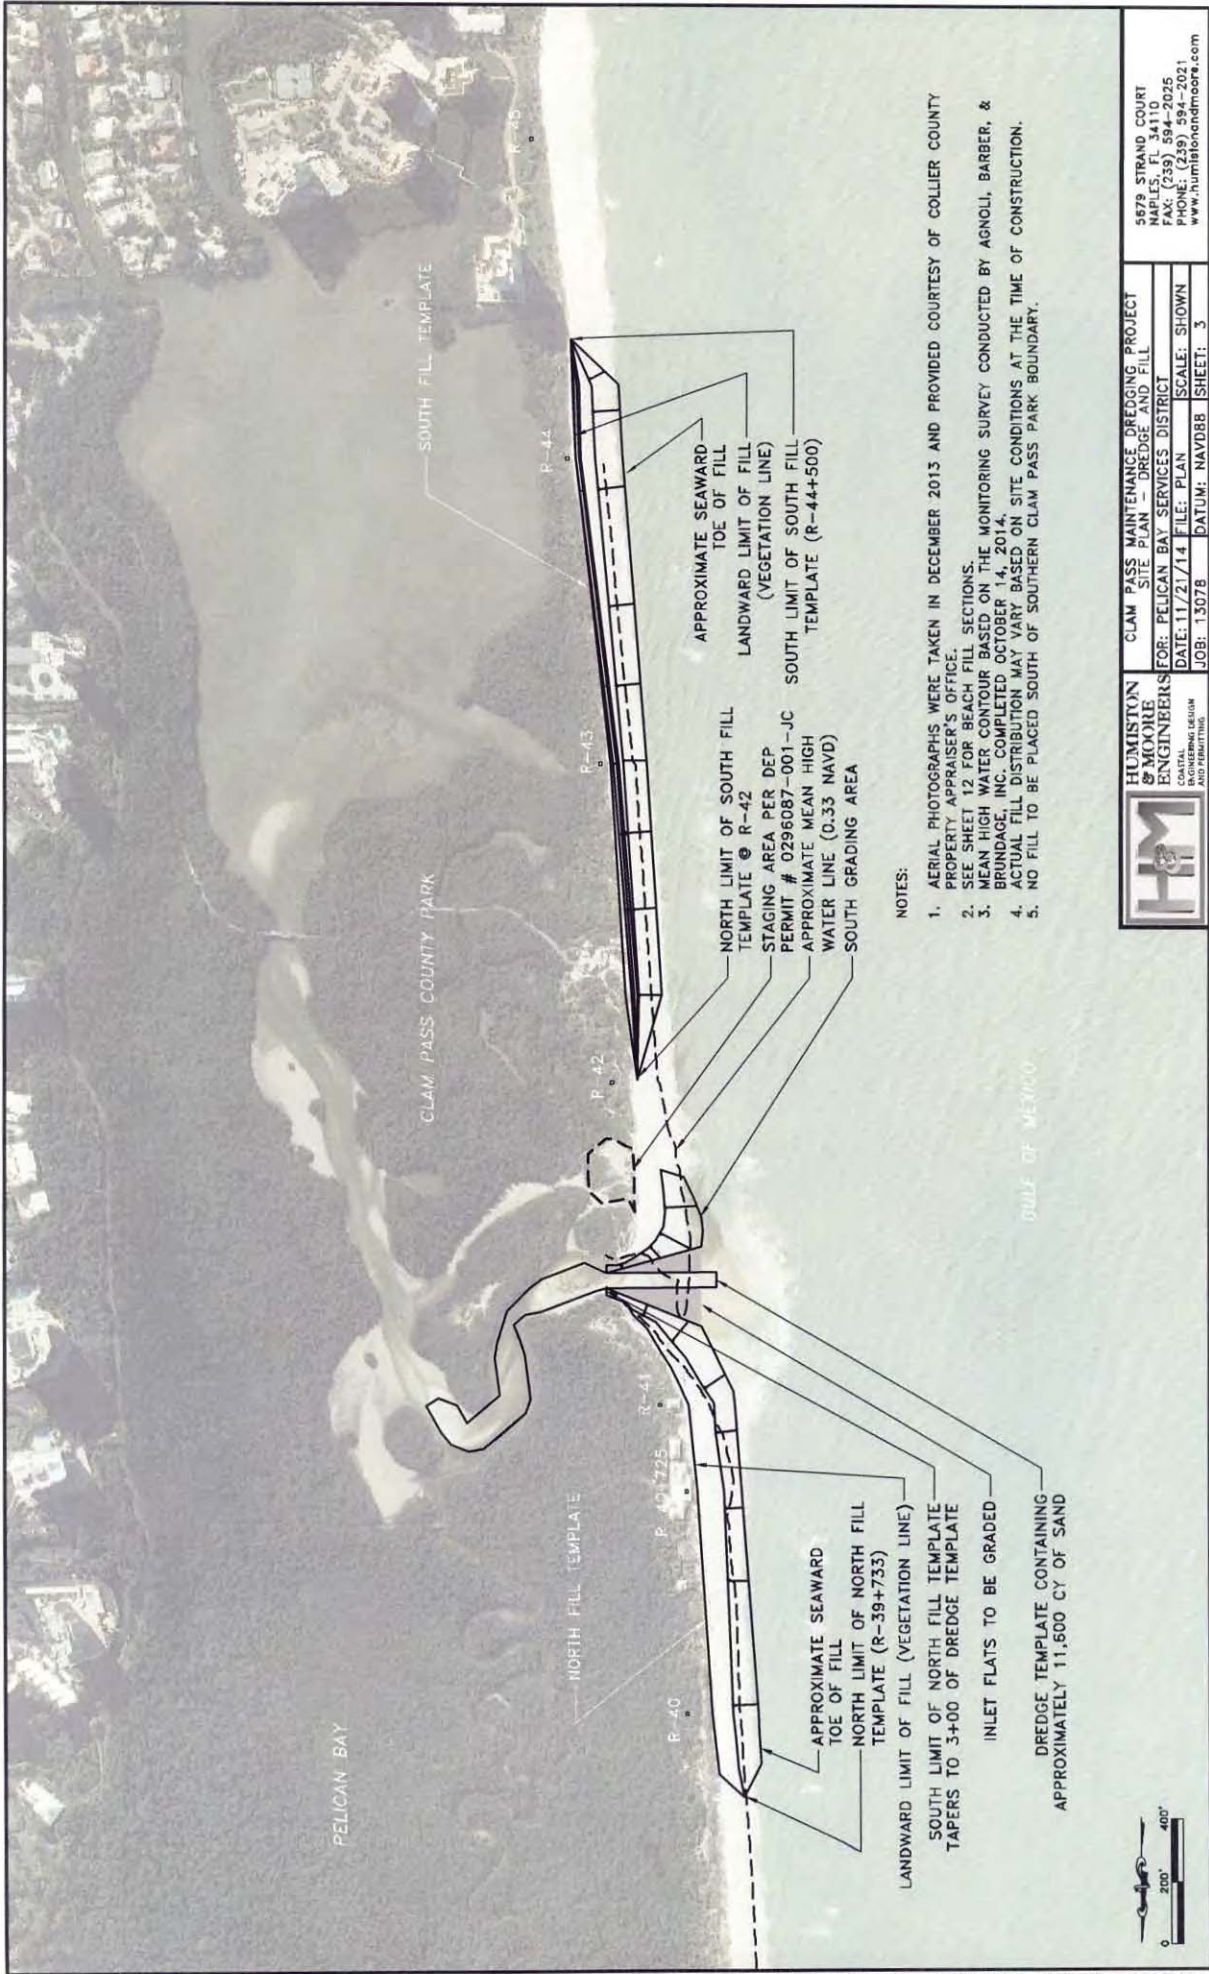 PELICAN BAY
NORTH FILL TEMPLATE
CLAM PASS COUNTY PARK
SOUTH FILL TEMPLATE
R-40
R-41
R-42
R-43
R-44
R-45
APPROXIMATE SEAWARD
TOE OF FILL
NORTH LIMIT OF NORTH FILL
TEMPLATE (R-39+733)
LANDWARD LIMIT OF FILL (VEGETATION LINE)
SOUTH LIMIT OF NORTH FILL TEMPLATE
TAPERS TO 3+00 OF DREDGE TEMPLATE
INLET FLATS TO BE GRADED
DREDGE TEMPLATE CONTAINING
APPROXIMATELY 11,600 CY OF SAND
NORTH LIMIT OF SOUTH FILL
TEMPLATE @ R-42
STAGING AREA PER DEP
PERMIT # 0296087-001-JC
APPROXIMATE MEAN HIGH
WATER LINE (0.33 NAVD)
SOUTH GRADING AREA
APPROXIMATE SEAWARD
TOE OF FILL
LANDWARD LIMIT OF FILL
(VEGETATION LINE)
SOUTH LIMIT OF SOUTH FILL
TEMPLATE (R-44+500)
GULF OF MEXICO
NOTES:
1. AERIAL PHOTOGRAPHS WERE TAKEN IN DECEMBER 2013 AND PROVIDED COURTESY OF COLLIER COUNTY
PROPERTY APPRAISER'S OFFICE.
2. SEE SHEET 12 FOR BEACH FILL SECTIONS.
3. MEAN HIGH WATER CONTOUR BASED ON THE MONITORING SURVEY CONDUCTED BY AGNOLI, BARBER, &
BRUNDAGE, INC. COMPLETED OCTOBER 14, 2014.
4. ACTUAL FILL DISTRIBUTION MAY VARY BASED ON SITE CONDITIONS AT THE TIME OF CONSTRUCTION.
5. NO FILL TO BE PLACED SOUTH OF SOUTHERN CLAM PASS PARK BOUNDARY.
0 200' 400'
H&M
HUMISTON
& MOORE
ENGINEERS
COASTAL
ENGINEERING DESIGN
AND PERMITTING
CLAM PASS MAINTENANCE DREDGING PROJECT
SITE PLAN - DREDGE AND FILL
FOR: PELICAN BAY SERVICES DISTRICT
DATE: 11/21/14 FILE: PLAN SCALE: SHOWN
JOB: 13078 DATUM: NAVD88 SHEET: 3
5679 STRAND COURT
NAPLES, FL 34110
FAX: (239) 594-2025
PHONE: (239) 594-2021
www.humistonandmoore.com